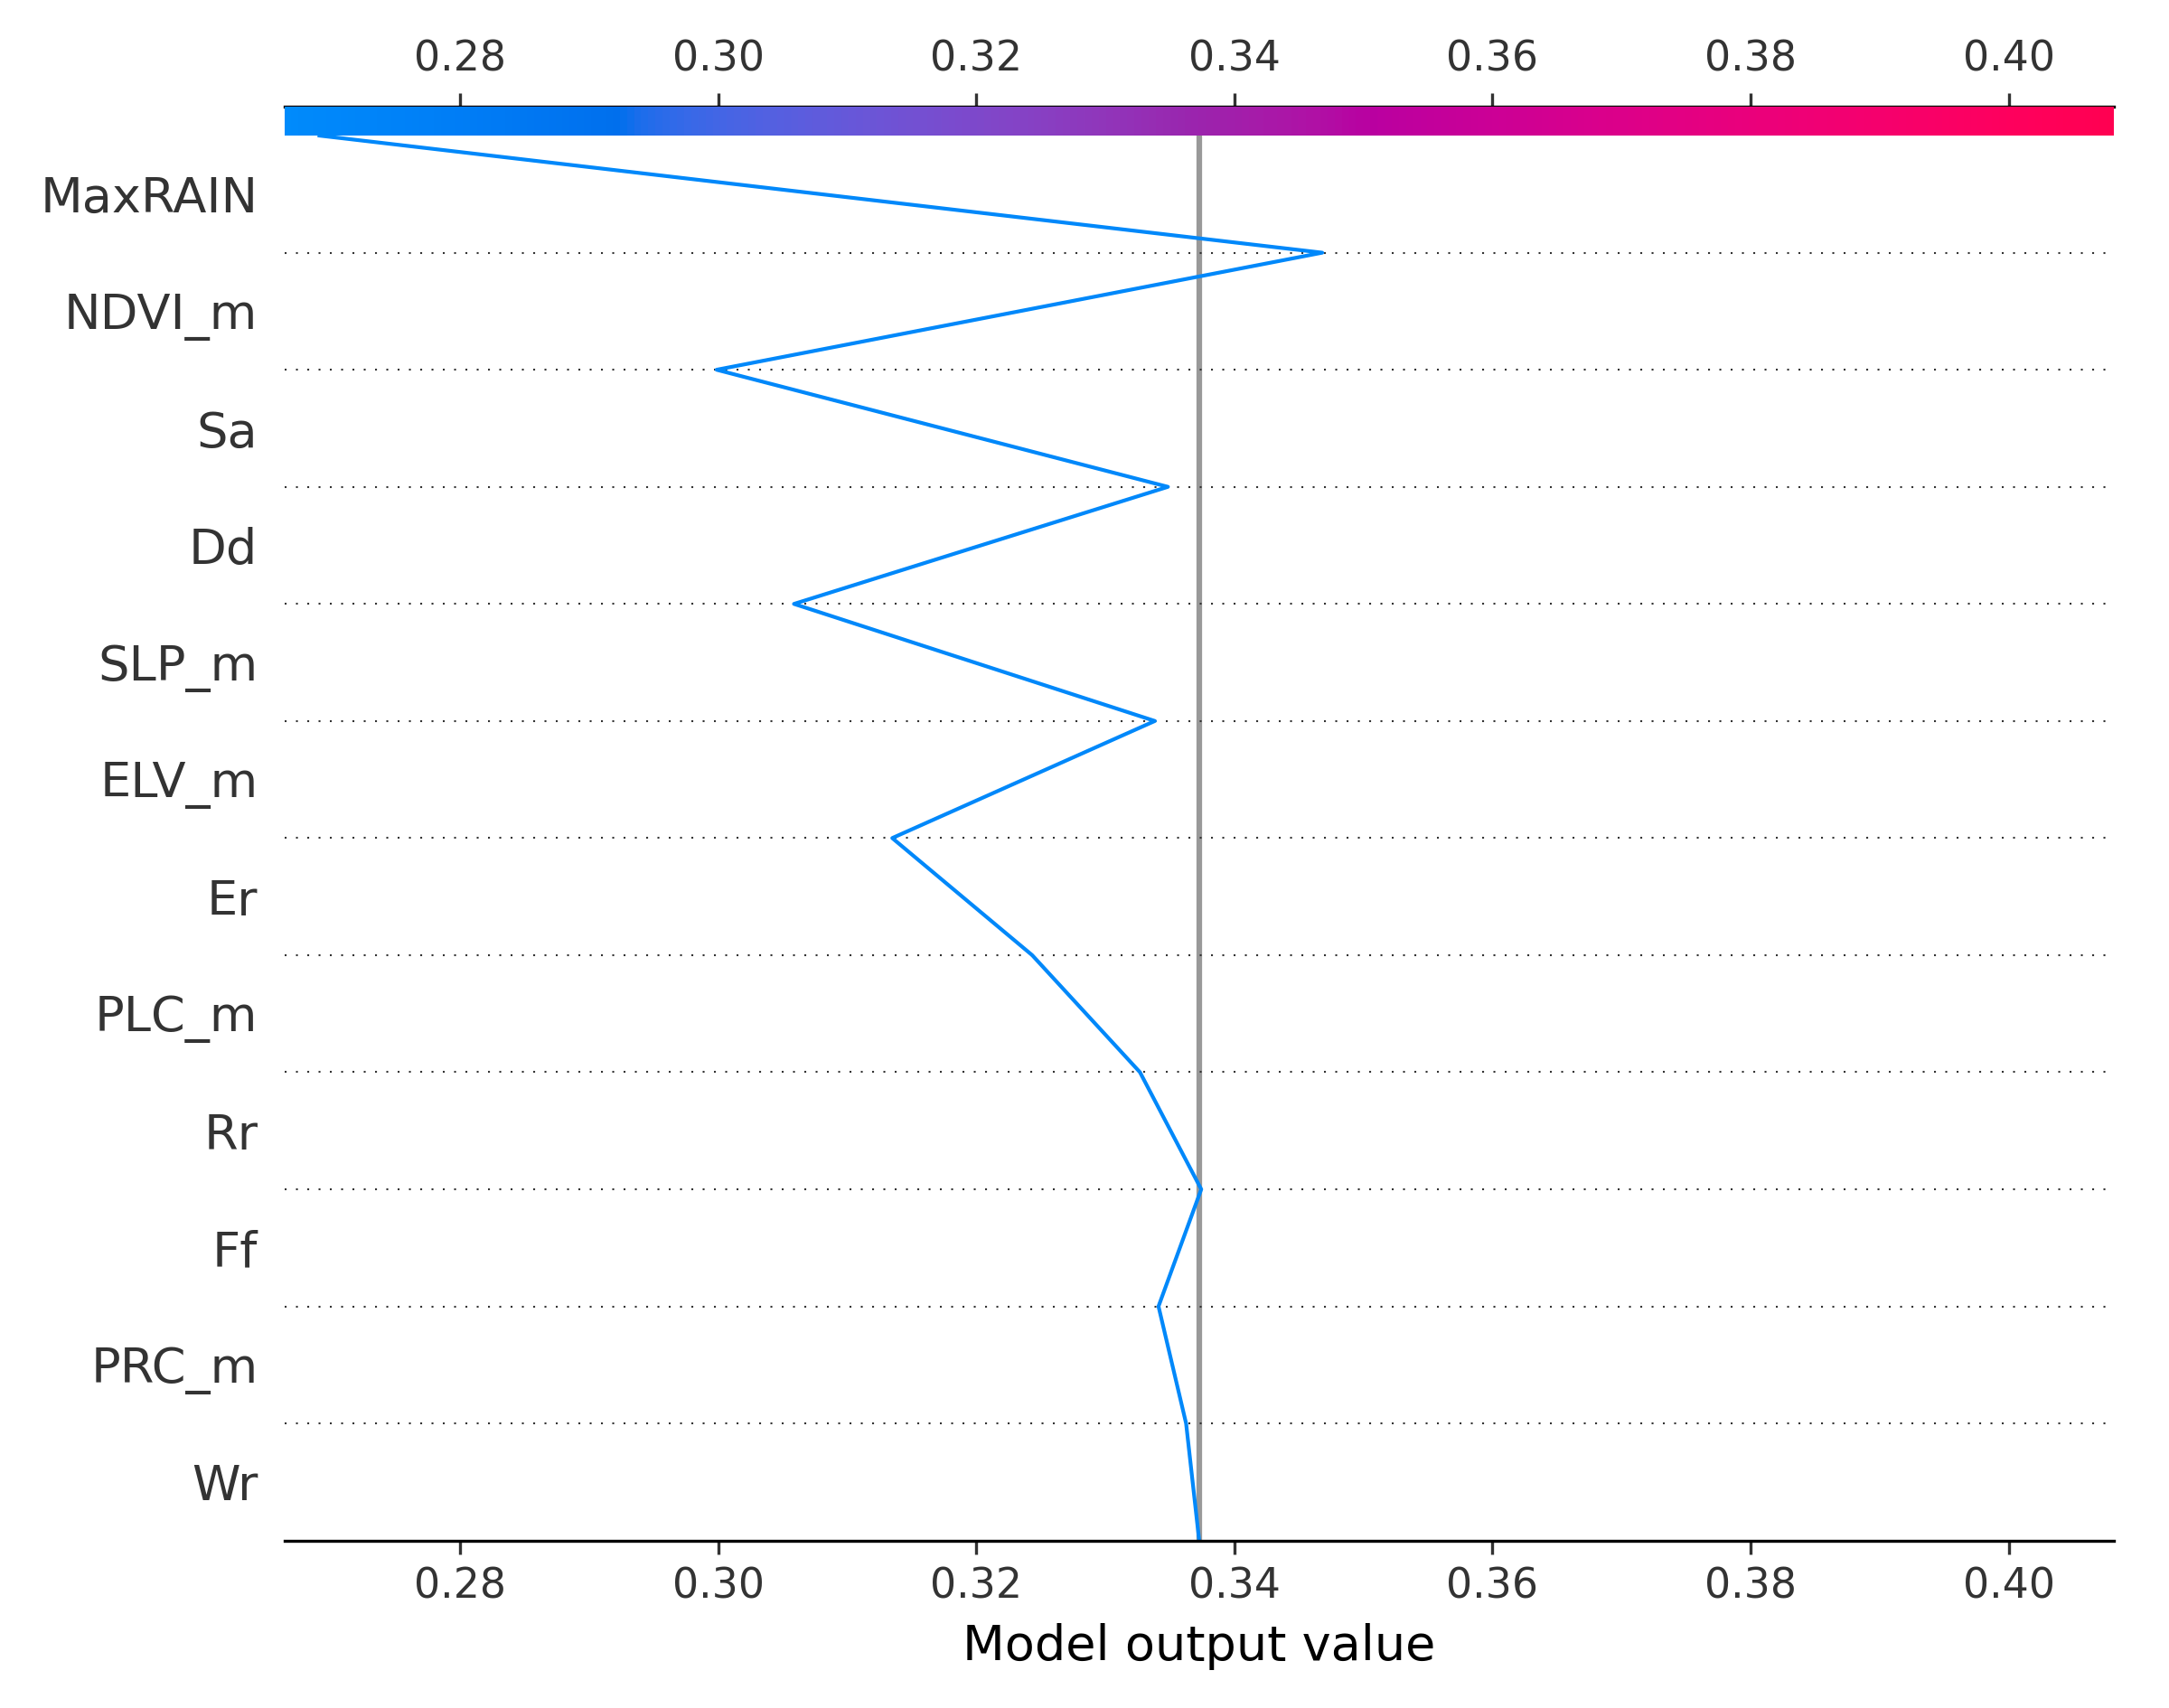 0.28 0.30 0.32 0.34 0.36 0.38 0.40
MaxRAIN
NDVI_m
Sa
Dd
SLP_m
ELV_m
Er
PLC_m
Rr
Ff
PRC_m
Wr
0.28 0.30 0.32 0.34 0.36 0.38 0.40
Model output value